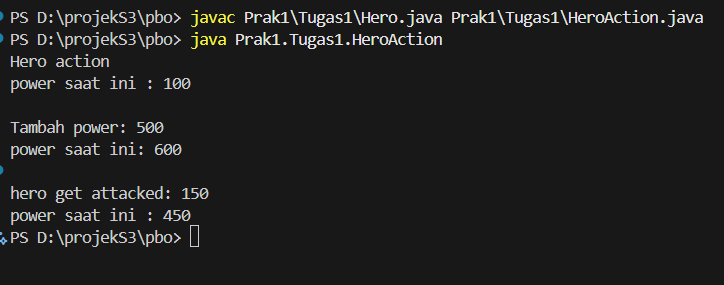 PS D:\projekS3\pbo> javac Prak1\Tugas1\Hero.java Prak1\Tugas1\HeroAction.java
PS D:\projekS3\pbo> java Prak1.Tugas1.HeroAction
Hero action
power saat ini : 100
Tambah power: 500
power saat ini: 600
hero get attacked: 150
power saat ini : 450
PS D:\projekS3\pbo>